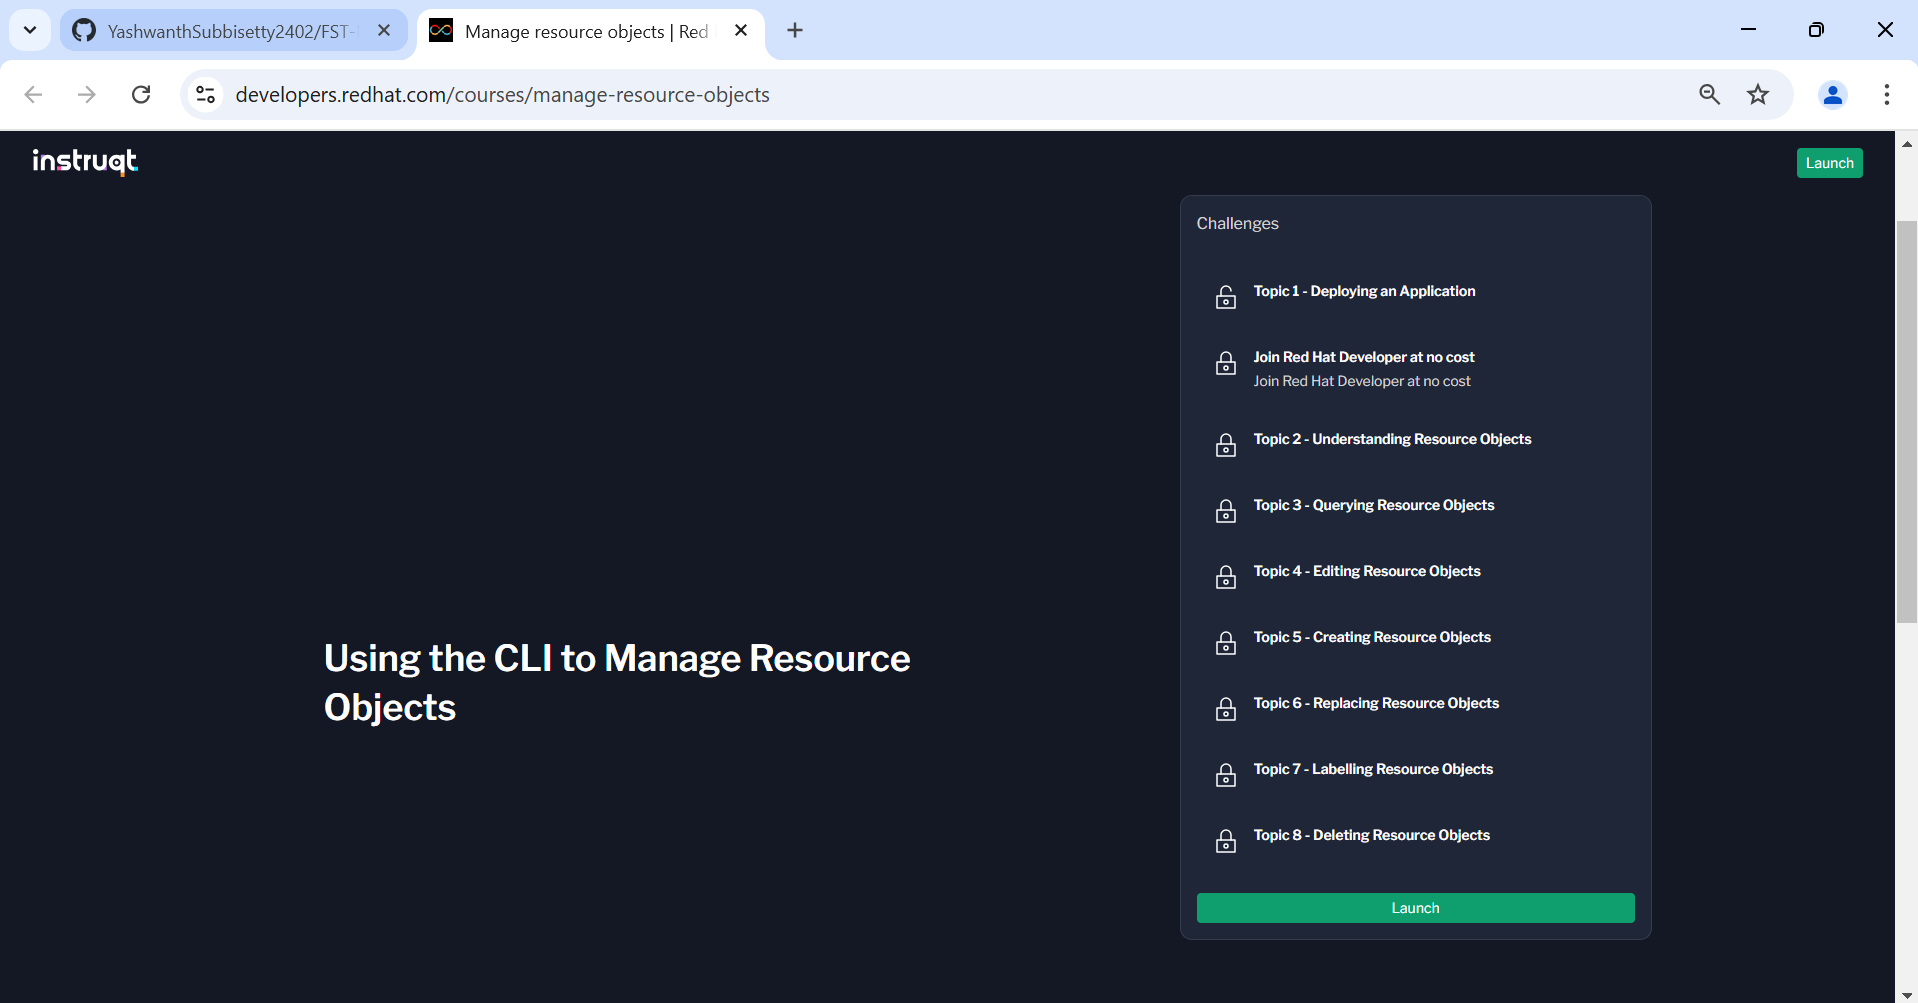 YashwanthSubbisetty2402/FST-
Manage resource objects | Red
developers.redhat.com/courses/manage-resource-objects
instruqt
Launch
Challenges
Topic 1 - Deploying an Application
Join Red Hat Developer at no cost
Join Red Hat Developer at no cost
Topic 2 - Understanding Resource Objects
Topic 3 - Querying Resource Objects
Topic 4 - Editing Resource Objects
Topic 5 - Creating Resource Objects
Using the CLI to Manage Resource
Objects
Topic 6 - Replacing Resource Objects
Topic 7 - Labelling Resource Objects
Topic 8 - Deleting Resource Objects
Launch